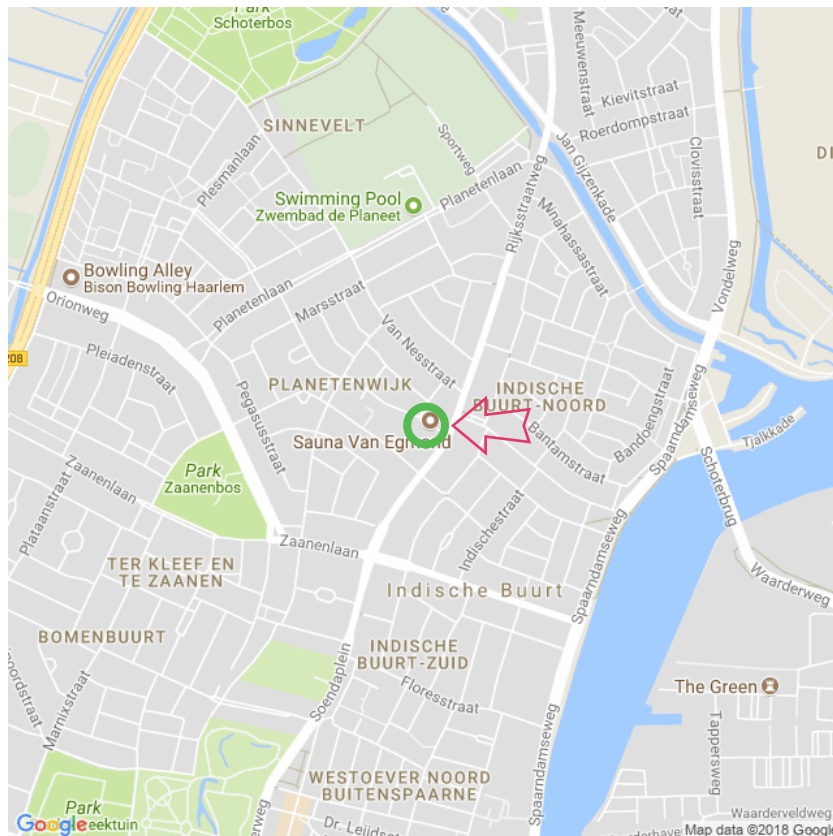 Park
Schoterbos
Meeuwenstraat
Kievitstraat
Roerdompstraat
SINNEVELT
Sportweg
Jan Gijzenkade
Clovisstraat
Plesmanlaan
Swimming Pool
Zwembad de Planeet
Planetenlaan
Rijksstraatweg
Minahassastraat
Vondelweg
Bowling Alley
Bison Bowling Haarlem
Orionweg
Planetenlaan
Marsstraat
Van Nesstraat
208
Pleiadenstraat
Pegasusstraat
PLANETENWIJK
INDISCHE
BUURT-NOORD
Sauna Van Egmond
Bantamstraat
Bandoengstraat
Spaarndamseweg
Tjalkkade
Schoterbrug
Park
Zaanenbos
Zaanenlaan
Plataanstraat
Zaanenlaan
Indischestraat
Spaarndamseweg
Waarderweg
TER KLEEF EN
TE ZAANEN
Indische Buurt
BOMENBUURT
INDISCHE
BUURT-ZUID
Marnixstraat
Soendaplein
Floresstraat
The Green
Tappersweg
Spaarndamseweg
WESTOEVER NOORD
BUITENSPAARNE
Park
Google
Waarderveldweg
Map data ©2018 Google